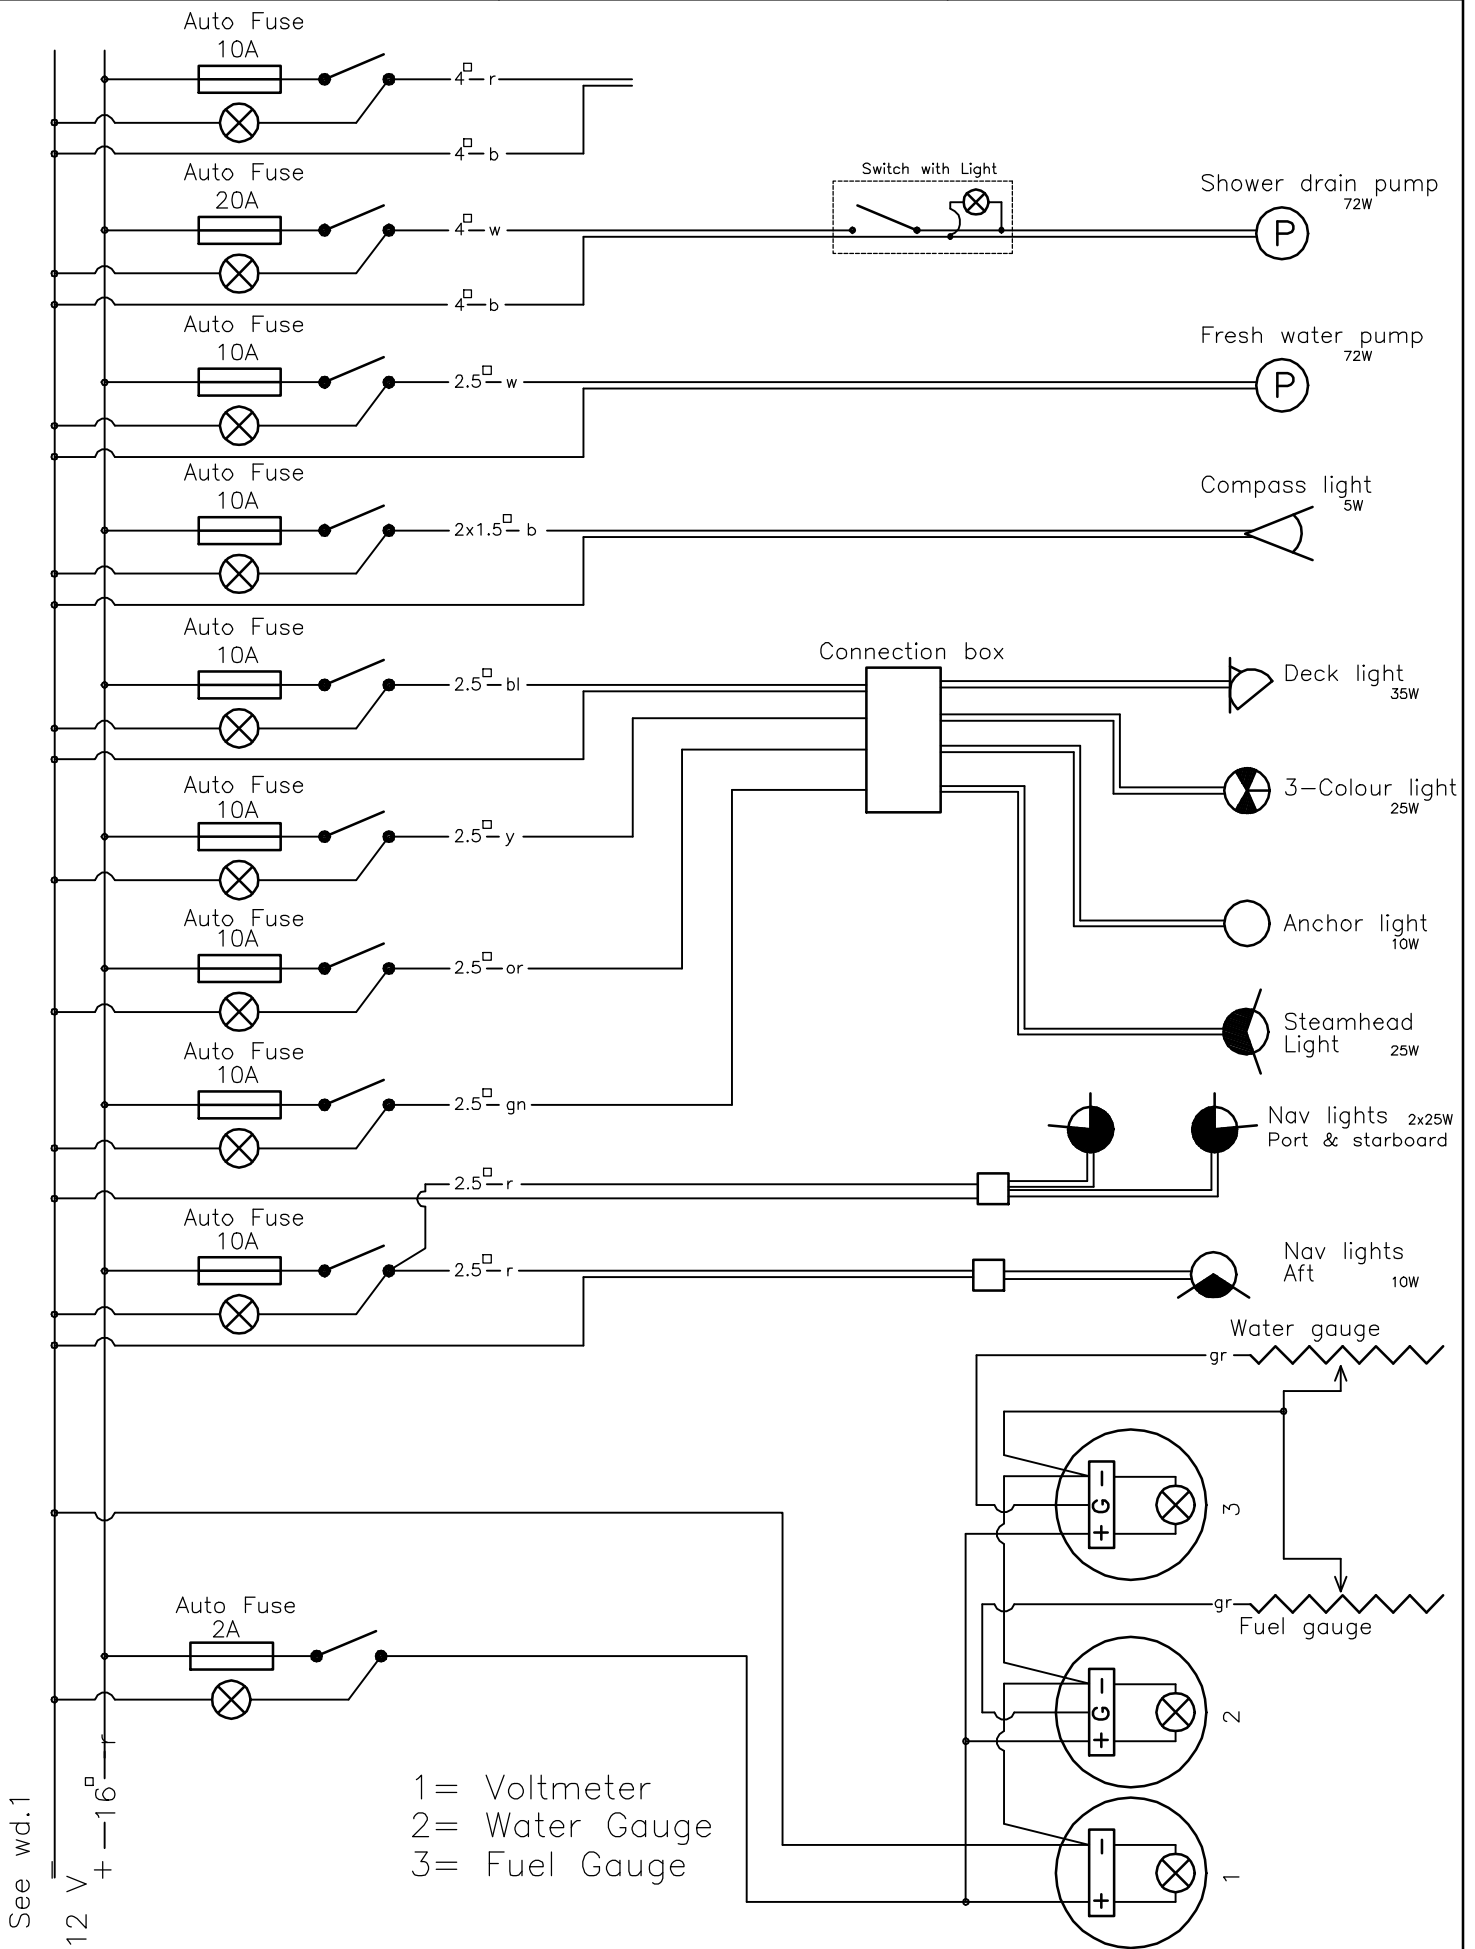 Auto Fuse
10A
4□ r
4□ b
Auto Fuse
20A
4□ w
4□ b
Switch with Light
Shower drain pump
72W
P
Auto Fuse
10A
2.5□ w
Fresh water pump
72W
P
Auto Fuse
10A
2x1.5□ b
Compass light
5W
Auto Fuse
10A
2.5□ bl
Connection box
Deck light
35W
Auto Fuse
10A
2.5□ y
3-Colour light
25W
Auto Fuse
10A
2.5□ or
Anchor light
10W
Auto Fuse
10A
2.5□ gn
Steamhead
Light 25W
Nav lights 2x25W
Port & starboard
2.5□ r
Auto Fuse
10A
2.5□ r
Nav lights
Aft 10W
Water gauge
gr
- G +
3
gr
Fuel gauge
Auto Fuse
2A
- G +
2
- +
1
1= Voltmeter
2= Water Gauge
3= Fuel Gauge
See wd.1
-
12 V
+ 16□ r